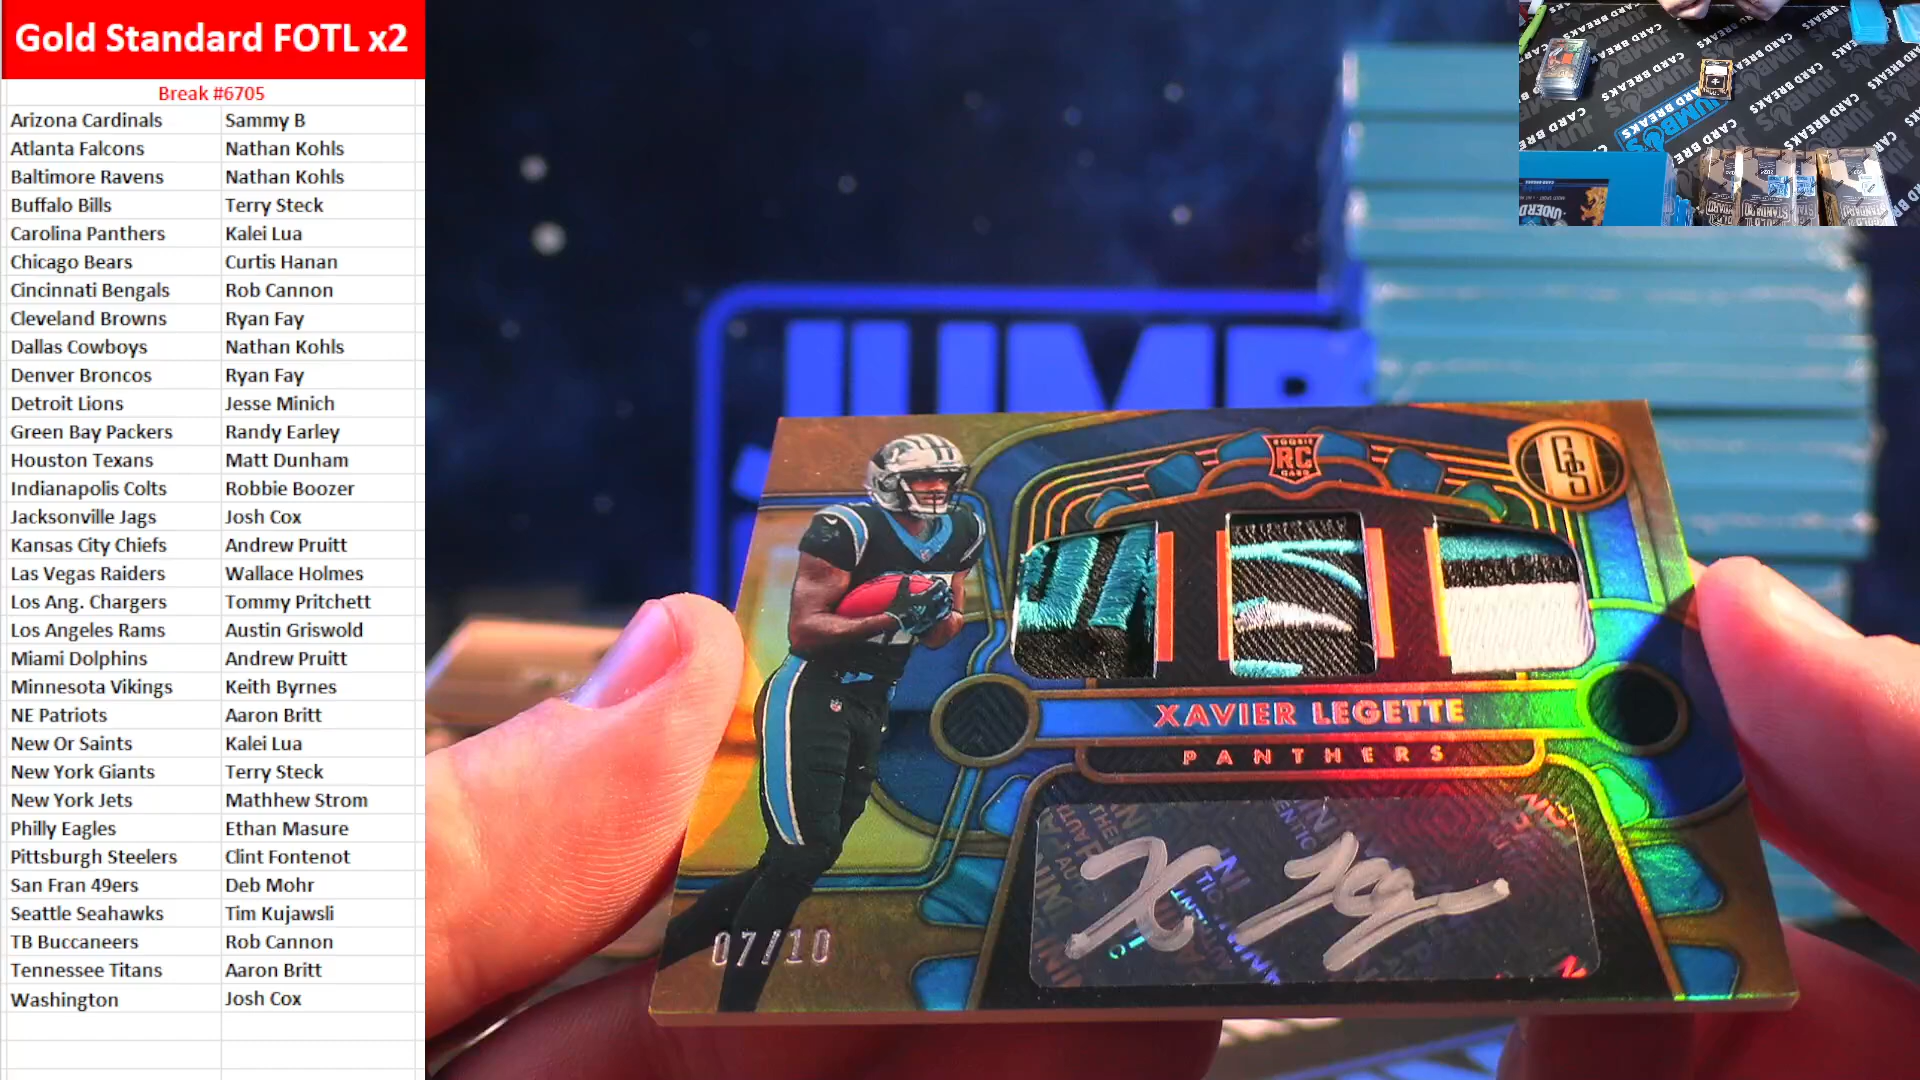 Gold Standard FOTL x2
Break #6705
Arizona Cardinals Sammy B
Atlanta Falcons Nathan Kohls
Baltimore Ravens Nathan Kohls
Buffalo Bills Terry Steck
Carolina Panthers Kalei Lua
Chicago Bears Curtis Hanan
Cincinnati Bengals Rob Cannon
Cleveland Browns Ryan Fay
Dallas Cowboys Nathan Kohls
Denver Broncos Ryan Fay
Detroit Lions Jesse Minich
Green Bay Packers Randy Earley
Houston Texans Matt Dunham
Indianapolis Colts Robbie Boozer
Jacksonville Jags Josh Cox
Kansas City Chiefs Andrew Pruitt
Las Vegas Raiders Wallace Holmes
Los Ang. Chargers Tommy Pritchett
Los Angeles Rams Austin Griswold
Miami Dolphins Andrew Pruitt
Minnesota Vikings Keith Byrnes
NE Patriots Aaron Britt
New Or Saints Kalei Lua
New York Giants Terry Steck
New York Jets Mathhew Strom
Philly Eagles Ethan Masure
Pittsburgh Steelers Clint Fontenot
San Fran 49ers Deb Mohr
Seattle Seahawks Tim Kujawsli
TB Buccaneers Rob Cannon
Tennessee Titans Aaron Britt
Washington Josh Cox
CARD BREAKS
JUMBO'S
CARD BREAKS
ROOKIE
RC
CARD
GS
XAVIER LEGETTE
PANTHERS
07/10